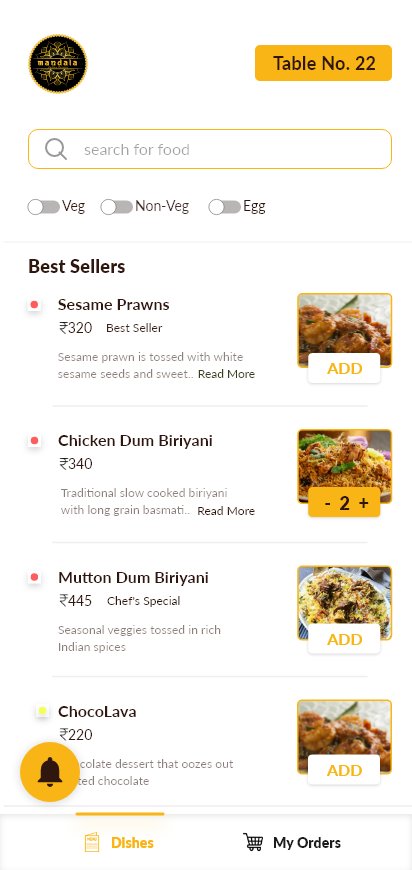 mandala
Table No. 22
search for food
Veg Non-Veg Egg
Best Sellers
Sesame Prawns
₹320 Best Seller
Sesame prawn is tossed with white
sesame seeds and sweet.. Read More
ADD
Chicken Dum Biriyani
₹340
Traditional slow cooked biriyani
with long grain basmati.. Read More
- 2 +
Mutton Dum Biriyani
₹445 Chef's Special
Seasonal veggies tossed in rich
Indian spices
ADD
ChocoLava
₹220
colate dessert that oozes out
ted chocolate
ADD
MENU
Dishes
My Orders